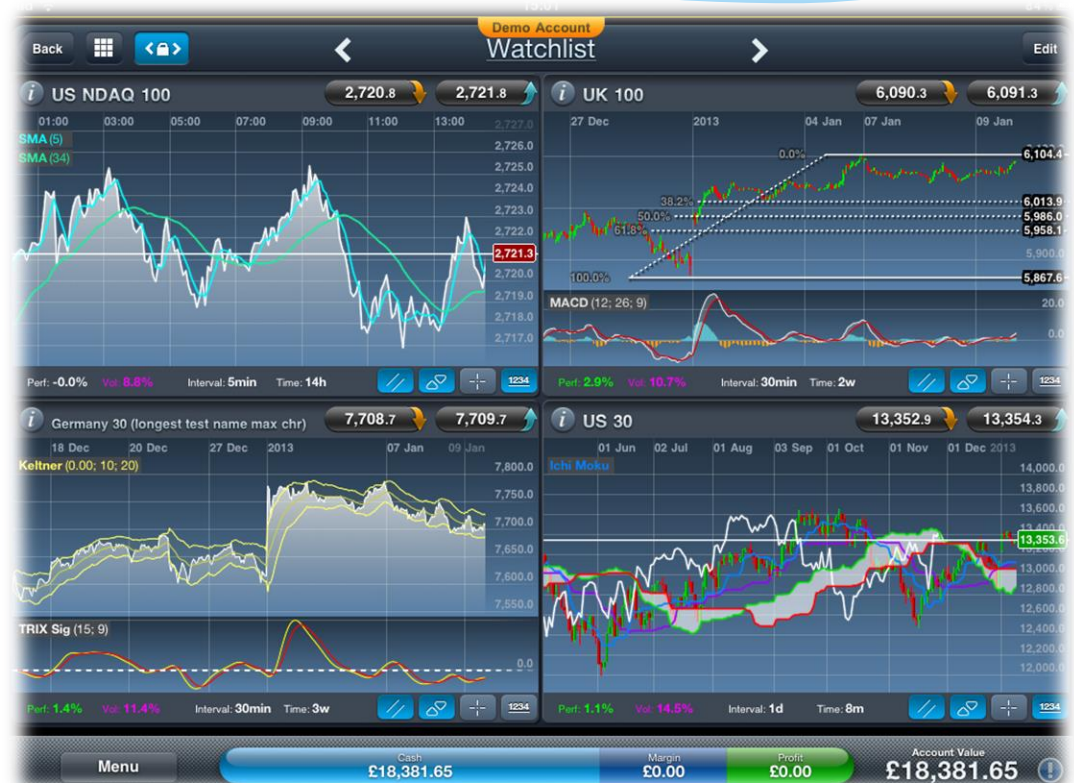 15:01
84%
Demo Account
Back
Watchlist
Edit
US NDAQ 100 2,720.8 2,721.8
01:00 03:00 05:00 07:00 09:00 11:00 13:00
SMA (5)
SMA (34)
2,727.0
2,726.0
2,725.0
2,724.0
2,723.0
2,722.0
2,721.3
2,720.0
2,719.0
2,718.0
2,717.0
Perf: -0.0% Vol: 8.8% Interval: 5min Time: 14h 1234
UK 100 6,090.3 6,091.3
27 Dec 2013 04 Jan 07 Jan 09 Jan
0.0% 6,104.4
38.2% 6,013.9
50.0% 5,986.0
61.8% 5,958.1
5,900.0
100.0% 5,867.6
MACD (12; 26; 9) 20.0
0.0
Perf: 2.9% Vol: 10.7% Interval: 30min Time: 2w 1234
Germany 30 (longest test name max chr) 7,708.7 7,709.7
18 Dec 20 Dec 27 Dec 2013 07 Jan 09 Jan
Keltner (0.00; 10; 20)
7,800.0
7,750.0
7,700.0
7,650.0
7,600.0
7,550.0
TRIX Sig (15; 9)
0.0
Perf: 1.4% Vol: 11.4% Interval: 30min Time: 3w 1234
US 30 13,352.9 13,354.3
01 Jun 02 Jul 01 Aug 03 Sep 01 Oct 01 Nov 01 Dec 2013
Ichi Moku
14,000.0
13,800.0
13,600.0
13,400.0
13,353.6
13,200.0
13,000.0
12,800.0
12,600.0
12,400.0
12,200.0
12,000.0
Perf: 1.1% Vol: 14.5% Interval: 1d Time: 8m 1234
Menu
Cash
£18,381.65
Margin
£0.00
Profit
£0.00
Account Value
£18,381.65